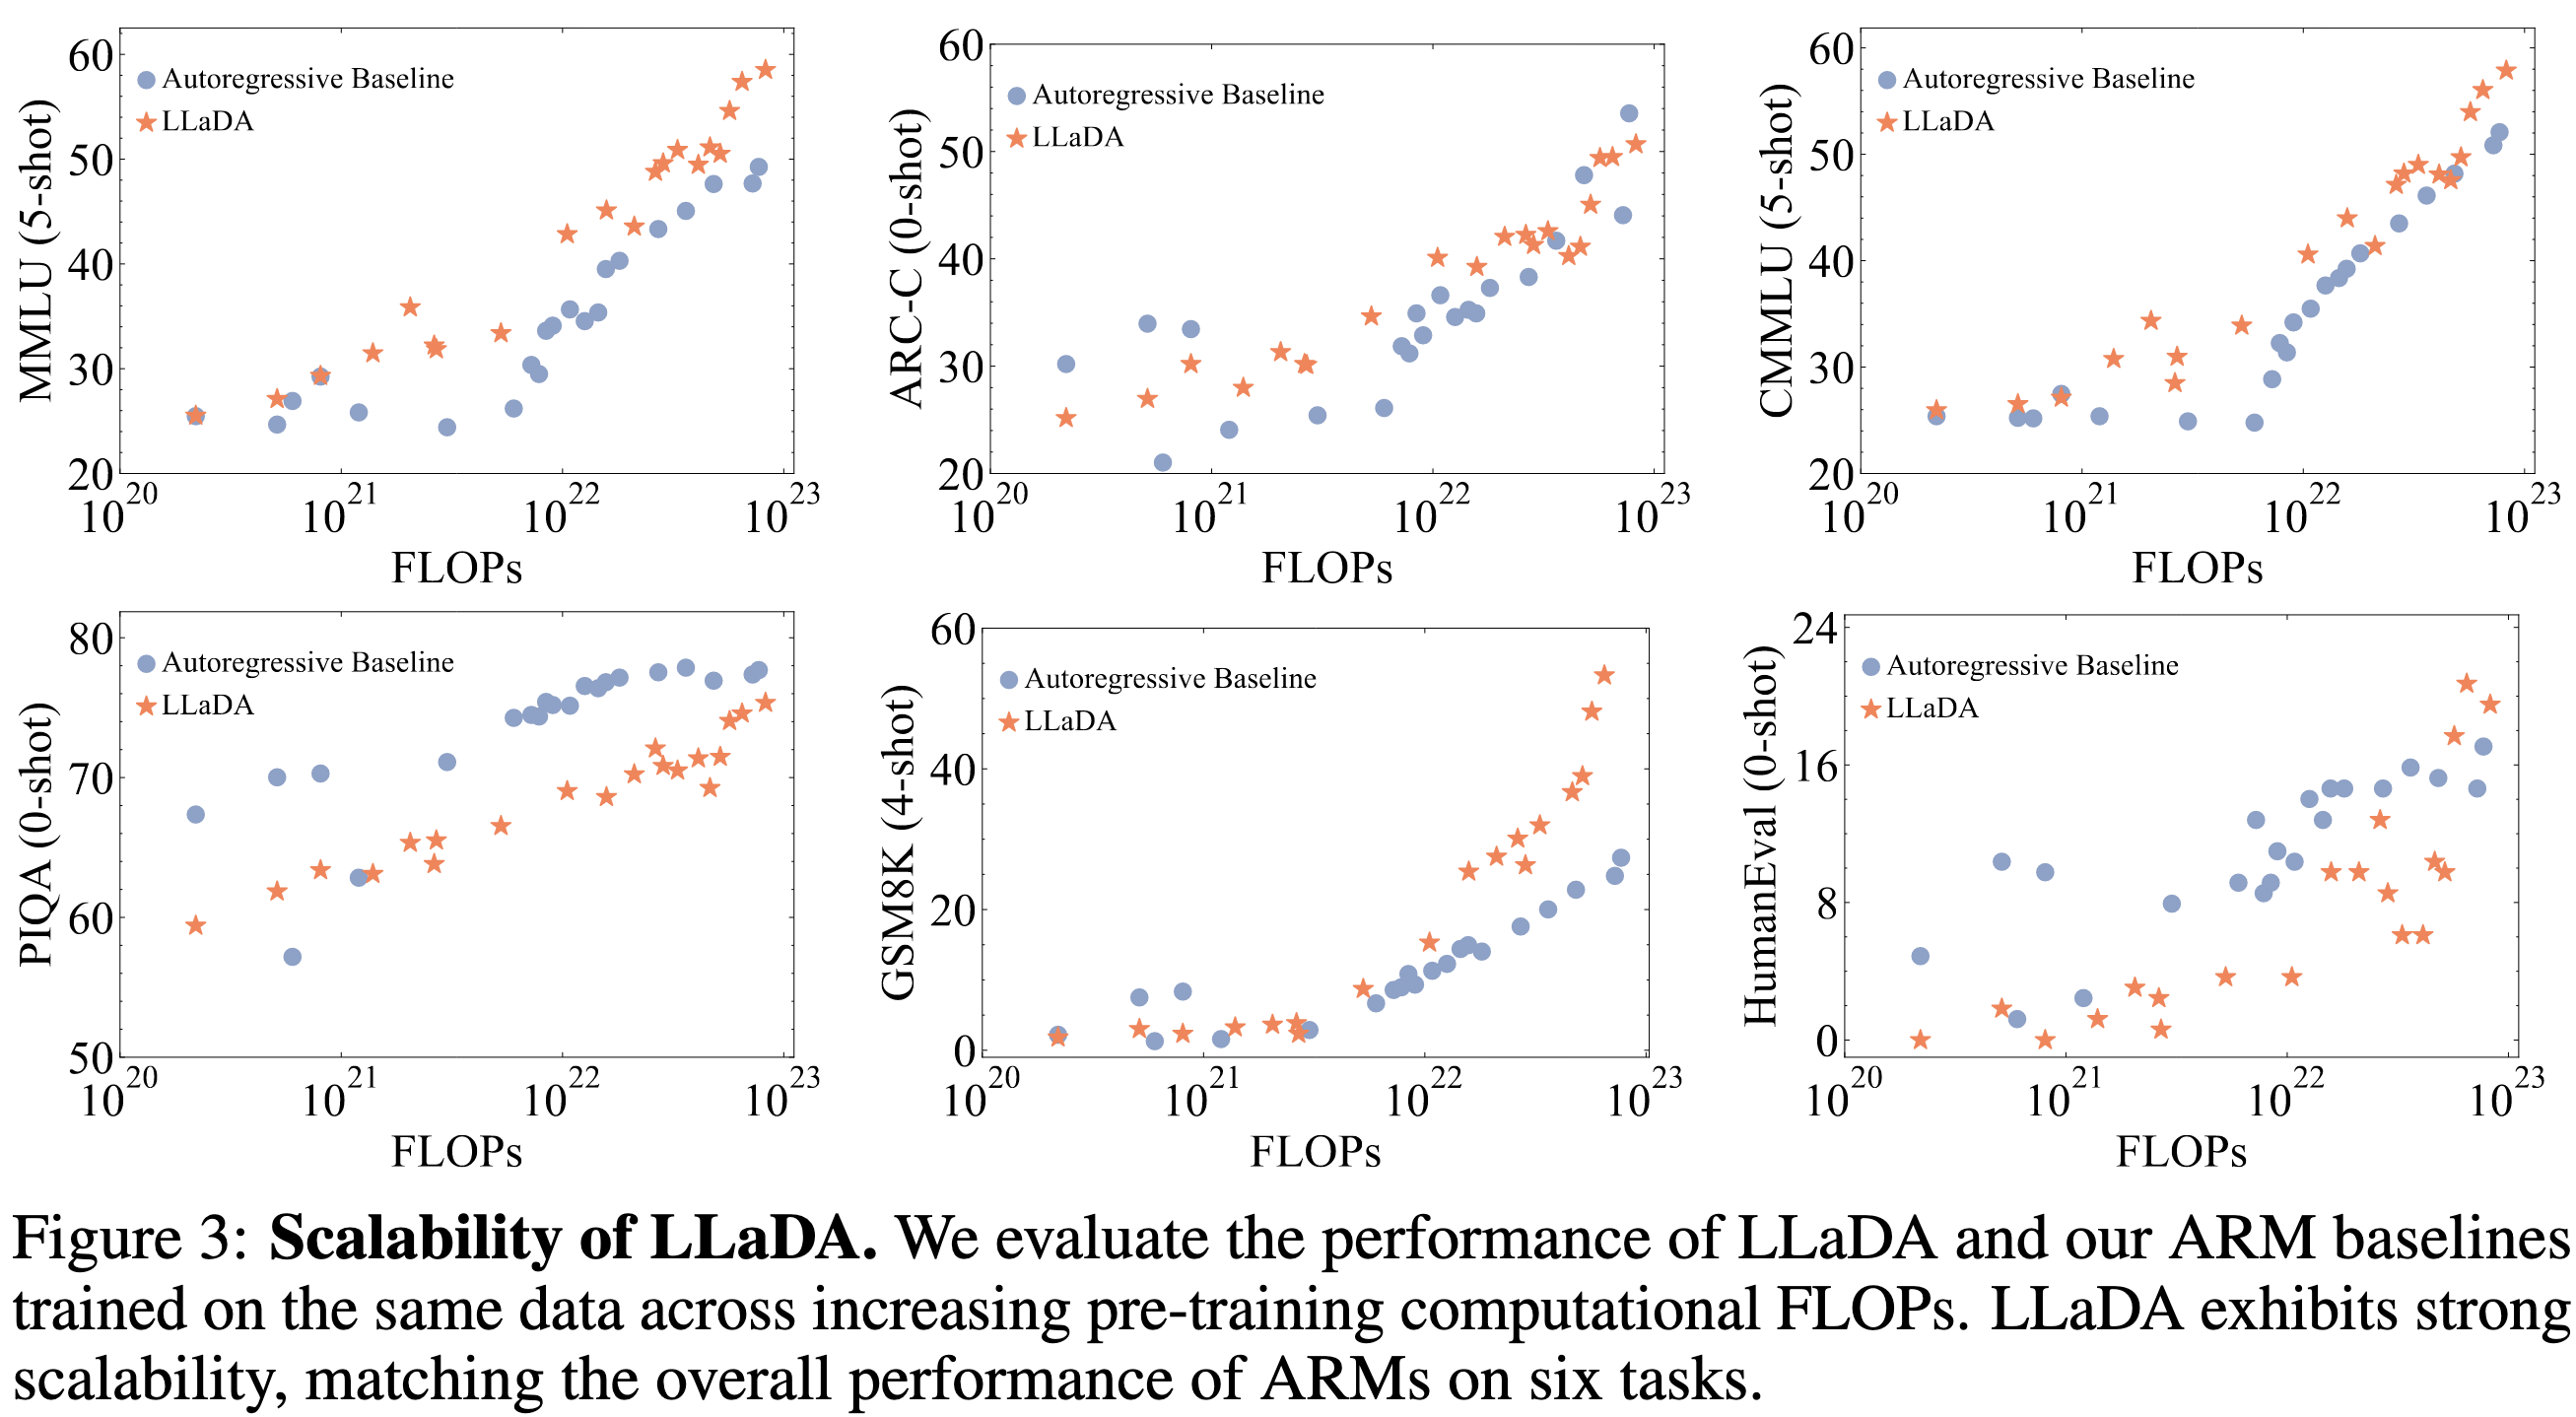 60
50
40
30
20
MMLU (5-shot)
Autoregressive Baseline
LLaDA
10^20
10^21
10^22
10^23
FLOPs
60
50
40
30
20
ARC-C (0-shot)
Autoregressive Baseline
LLaDA
10^20
10^21
10^22
10^23
FLOPs
60
50
40
30
20
CMMLU (5-shot)
Autoregressive Baseline
LLaDA
10^20
10^21
10^22
10^23
FLOPs
80
70
60
50
PIQA (0-shot)
Autoregressive Baseline
LLaDA
10^20
10^21
10^22
10^23
FLOPs
60
40
20
0
GSM8K (4-shot)
Autoregressive Baseline
LLaDA
10^20
10^21
10^22
10^23
FLOPs
24
16
8
0
HumanEval (0-shot)
Autoregressive Baseline
LLaDA
10^20
10^21
10^22
10^23
FLOPs
Figure 3: Scalability of LLaDA. We evaluate the performance of LLaDA and our ARM baselines
trained on the same data across increasing pre-training computational FLOPs. LLaDA exhibits strong
scalability, matching the overall performance of ARMs on six tasks.